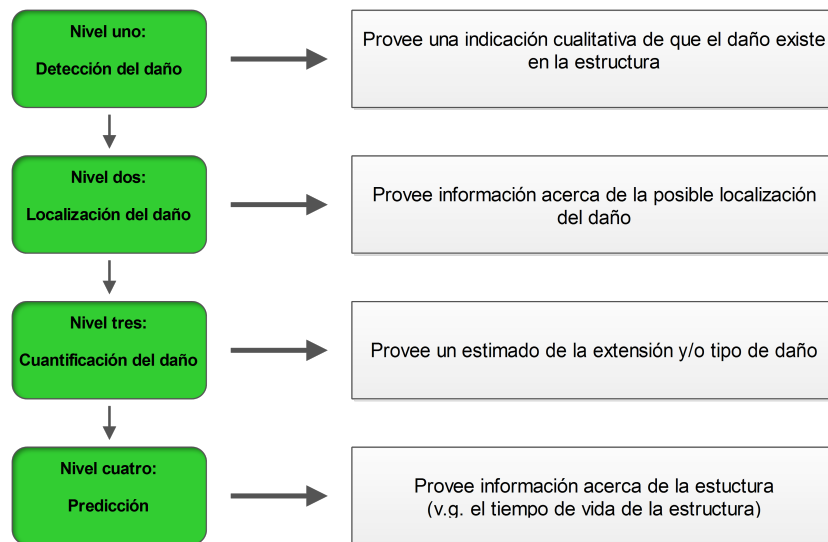 Nivel uno:
Detección del daño
Provee una indicación cualitativa de que el daño existe
en la estructura
Nivel dos:
Localización del daño
Provee información acerca de la posible localización
del daño
Nivel tres:
Cuantificación del daño
Provee un estimado de la extensión y/o tipo de daño
Nivel cuatro:
Predicción
Provee información acerca de la estuctura
(v.g. el tiempo de vida de la estructura)